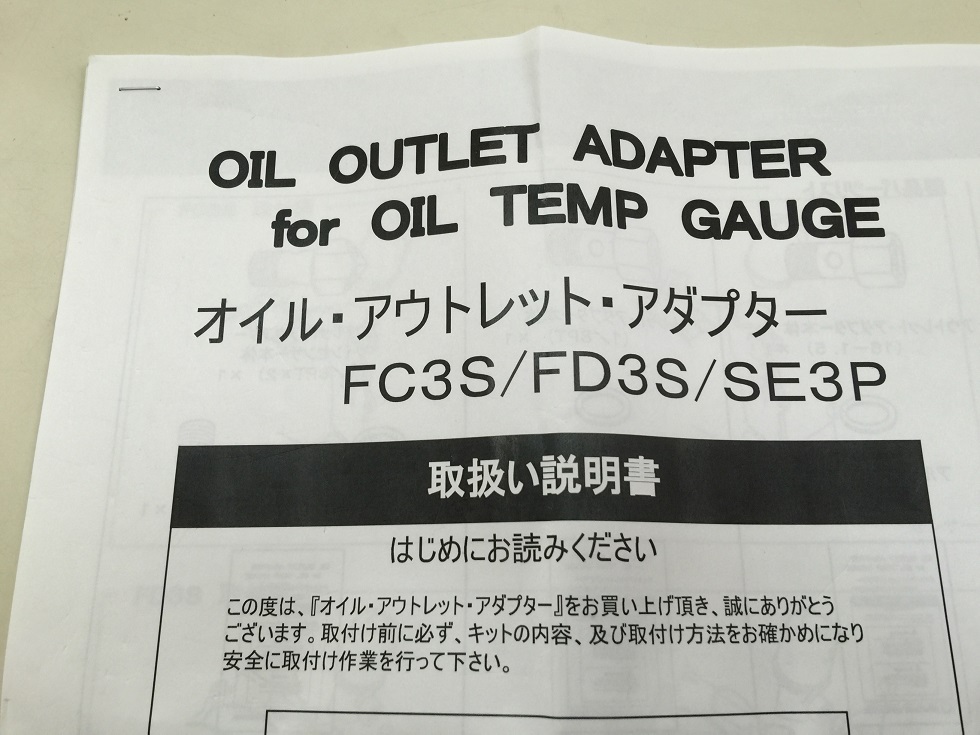 OIL OUTLET ADAPTER
for OIL TEMP GAUGE
オイル・アウトレット・アダプター
FC3S/FD3S/SE3P
取扱い説明書
はじめにお読みください
この度は、『オイル・アウトレット・アダプター』をお買い上げ頂き、誠にありがとう
ございます。取付け前に必ず、キットの内容、及び取付け方法をお確かめになり
安全に取付け作業を行って下さい。